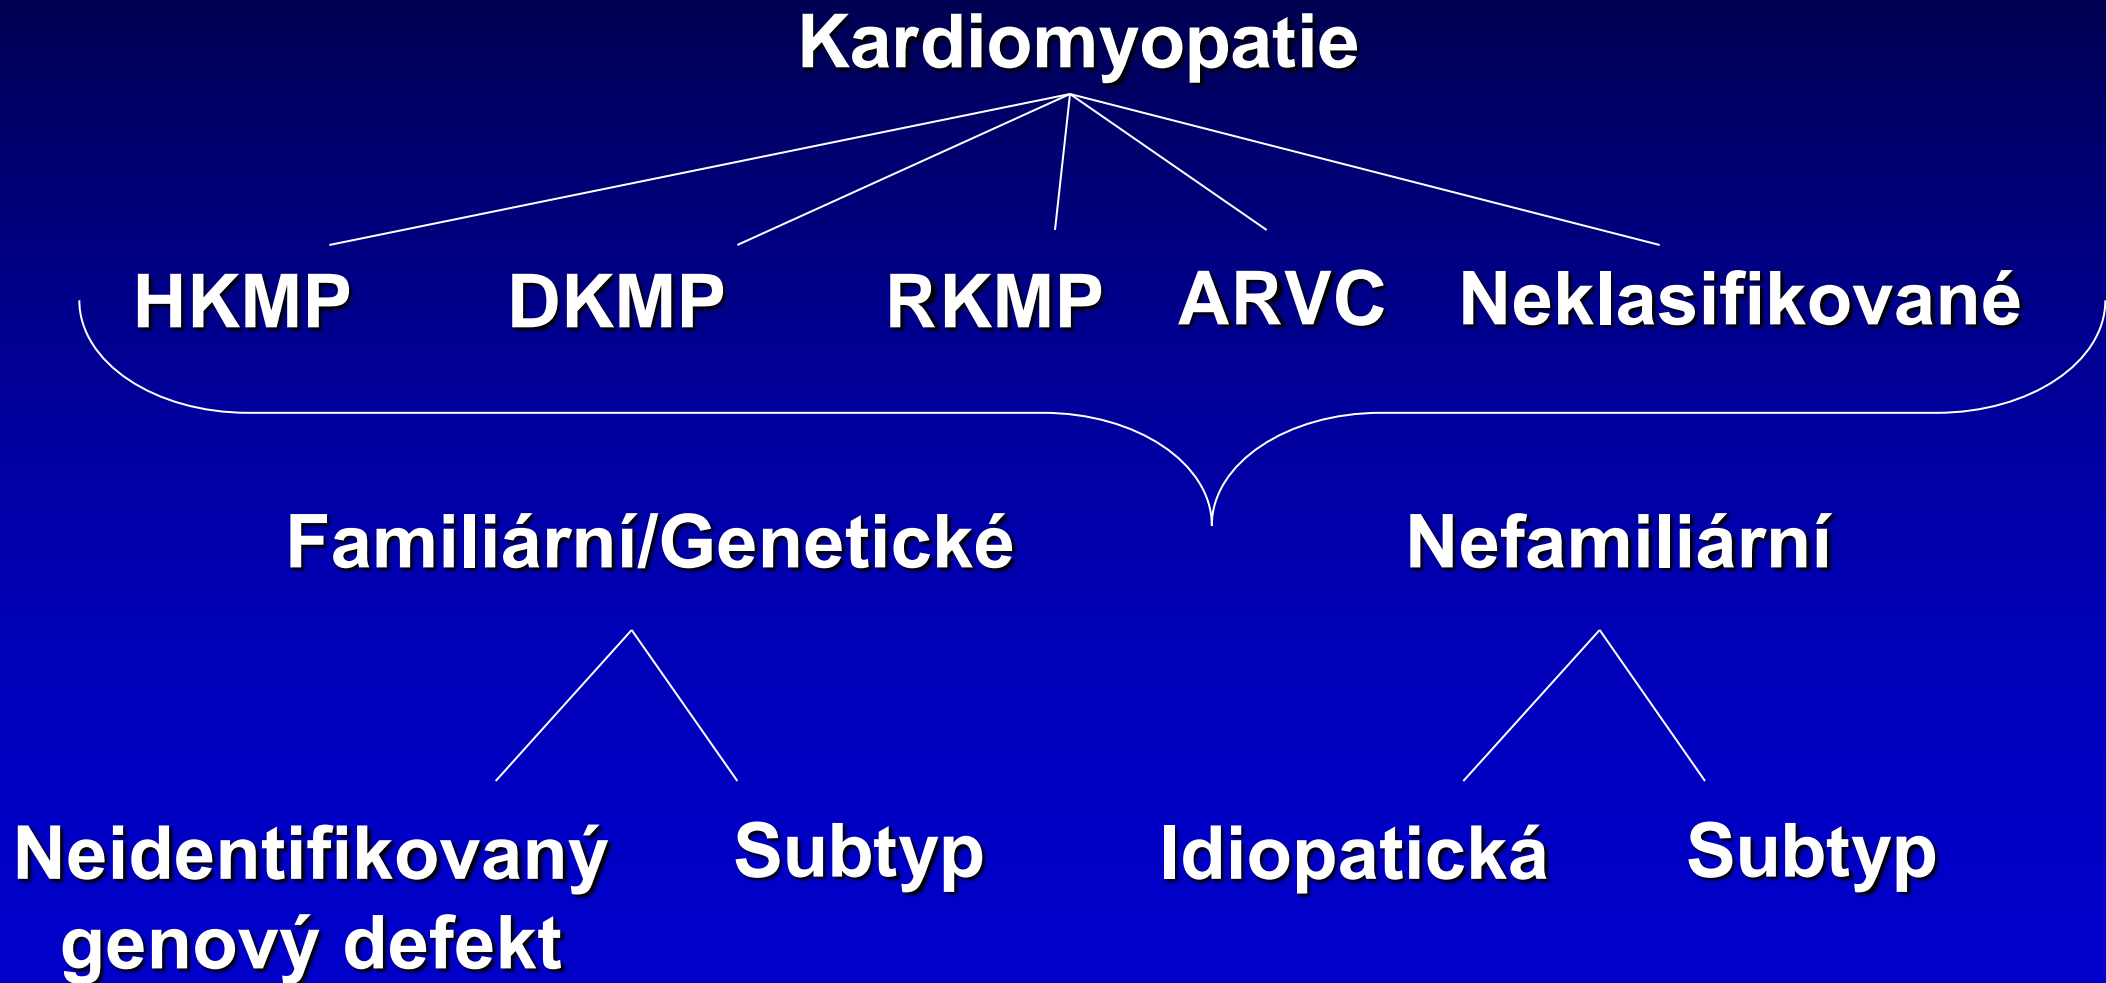 Kardiomyopatie
HKMP DKMP RKMP ARVC Neklasifikované
Familiární/Genetické Nefamiliární
Neidentifikovaný Subtyp Idiopatická Subtyp
genový defekt